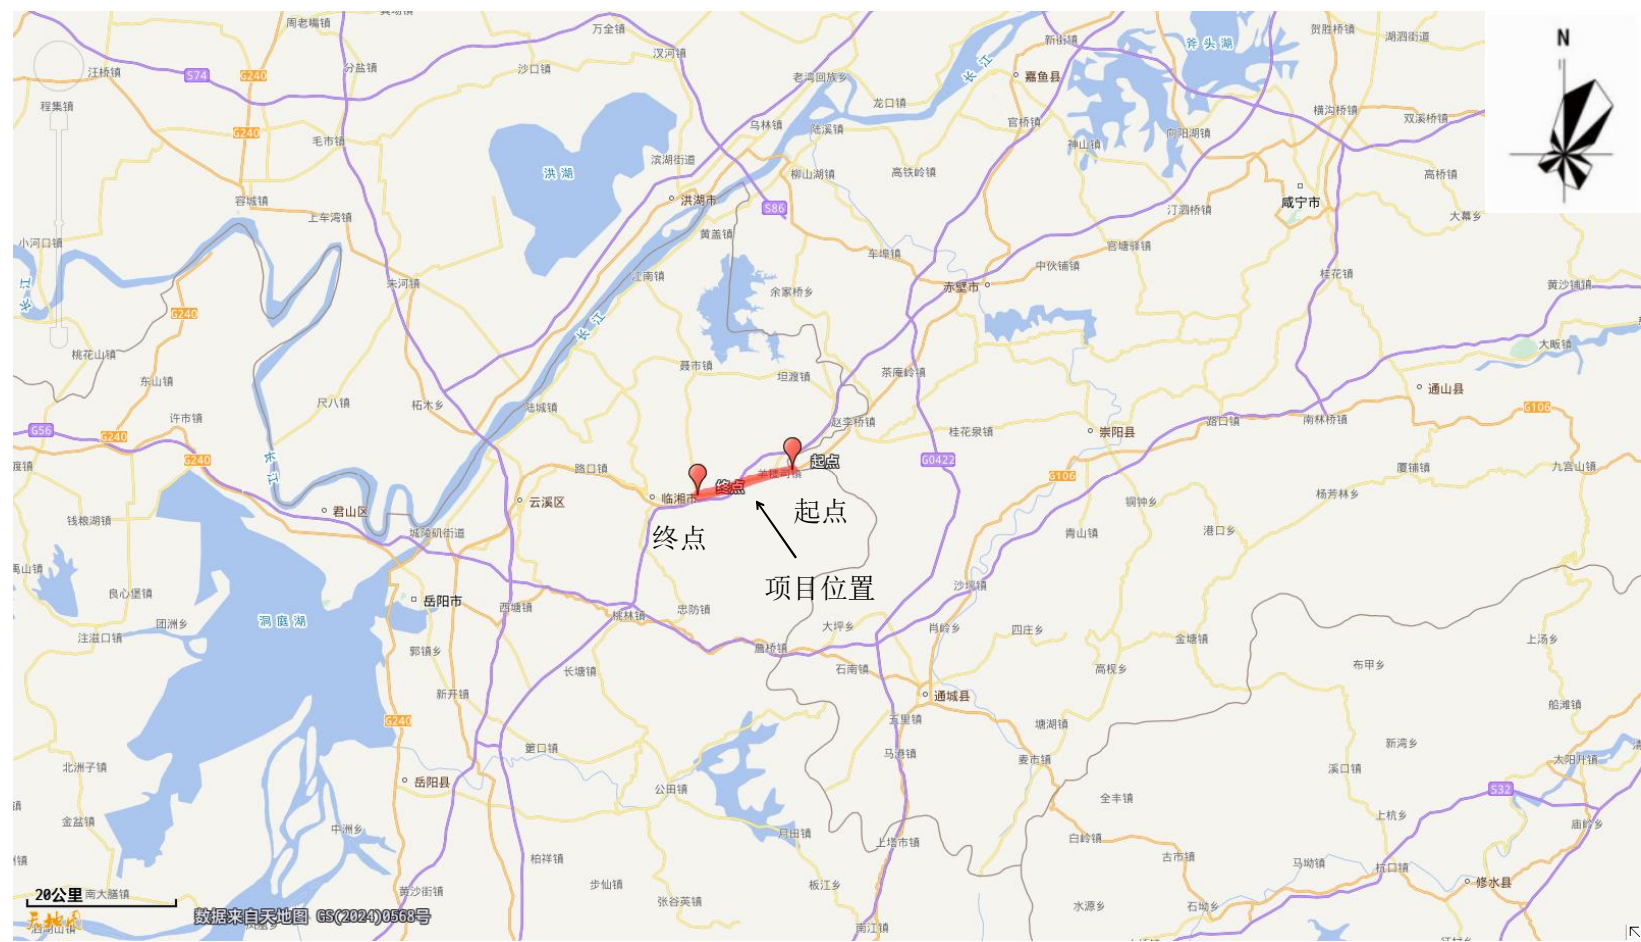 周老嘴镇
万全镇
汊河镇
新街镇
斧头湖
贺胜桥镇
湖泗街道
N
汪桥镇
S74
G240
分盐镇
沙口镇
老湾回族乡
长江
嘉鱼县
程集镇
龙口镇
横沟桥镇
双溪桥镇
G240
毛市镇
乌林镇
陆溪镇
官桥镇
向阳湖镇
神山镇
洪湖
滨湖街道
柳山湖镇
高铁岭镇
高桥镇
容城镇
上车湾镇
洪湖市
S86
汀泗桥镇
咸宁市
大幕乡
小河口镇
黄盖镇
车埠镇
官塘驿镇
中伙铺镇
长江
朱河镇
江南镇
余家桥乡
赤壁市
桂花镇
黄沙铺镇
G240
长江
桃花山镇
聂市镇
坦渡镇
茶庵岭镇
大畈镇
东山镇
通山县
尺八镇
柘木乡
陆城镇
许市镇
赵李桥镇
桂花泉镇
崇阳县
路口镇
南林桥镇
G106
G56
G240
G240
长江
路口镇
羊楼司镇
起点
G0422
G106
厦铺镇
九宫山镇
渡镇
终点
临湘市
云溪区
铜钟乡
杨芳林乡
君山区
起点
钱粮湖镇
城陵矶街道
终点
青山镇
港口乡
禹山镇
项目位置
沙坪镇
良心堡镇
岳阳市
西塘镇
桃林镇
忠防镇
团洲乡
洞庭湖
大坪乡
肖岭乡
四庄乡
金塘镇
上汤乡
注滋口镇
郭镇乡
詹桥镇
石南镇
高枧乡
布甲乡
长塘镇
新开镇
通城县
船滩镇
G240
五里镇
塘湖镇
筻口镇
马港镇
麦市镇
新湾乡
溪口镇
太阳升镇
北洲子镇
岳阳县
公田镇
全丰镇
S32
镇
金盆镇
中洲乡
月田镇
上塔市镇
白岭镇
上杭乡
庙岭乡
镇
柏祥镇
古市镇
马坳镇
杭口镇
20公里
南大膳镇
黄沙街镇
步仙镇
板江乡
修水县
张谷英镇
水源乡
石坳乡
天地图
数据来自天地图 GS(2024)0568号
南江镇